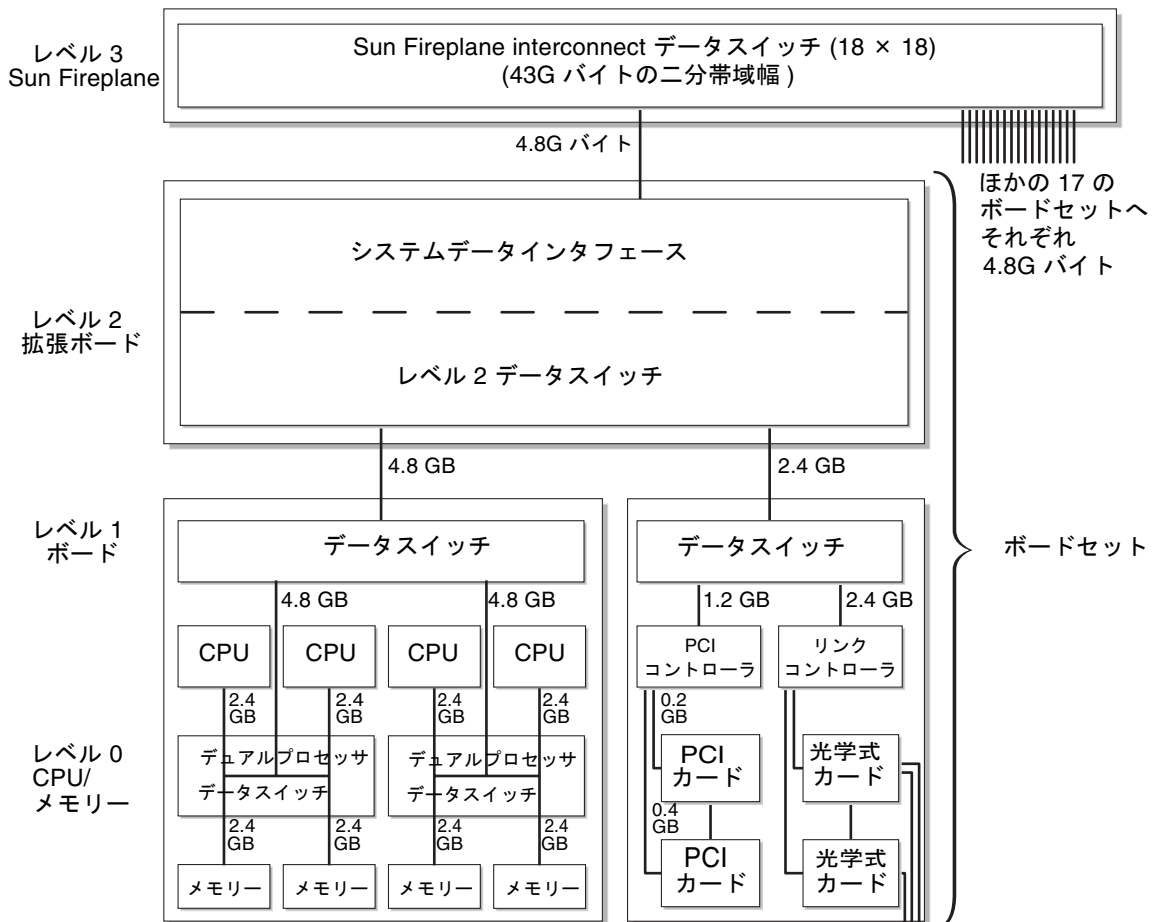 レベル 3
Sun Fireplane
Sun Fireplane interconnect データスイッチ (18 × 18)
(43G バイトの二分帯域幅 )
4.8G バイト
ほかの 17 の
ボードセットへ
それぞれ
4.8G バイト
レベル 2
拡張ボード
システムデータインタフェース
レベル 2 データスイッチ
4.8 GB
2.4 GB
レベル 1
ボード
データスイッチ
データスイッチ
ボードセット
4.8 GB
4.8 GB
1.2 GB
2.4 GB
CPU
CPU
CPU
CPU
PCI
コントローラ
リンク
コントローラ
2.4
GB
2.4
GB
2.4
GB
2.4
GB
0.2
GB
レベル 0
CPU/
メモリー
デュアルプロセッサ
データスイッチ
デュアルプロセッサ
データスイッチ
PCI
カード
光学式
カード
2.4
GB
2.4
GB
2.4
GB
2.4
GB
0.4
GB
メモリー
メモリー
メモリー
メモリー
PCI
カード
光学式
カード